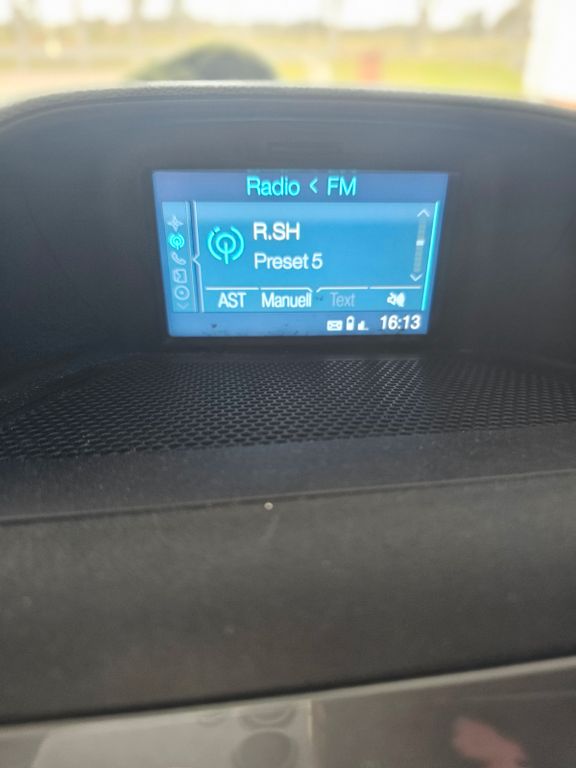 Radio < FM
R.SH
Preset 5
AST Manuell Text
16:13